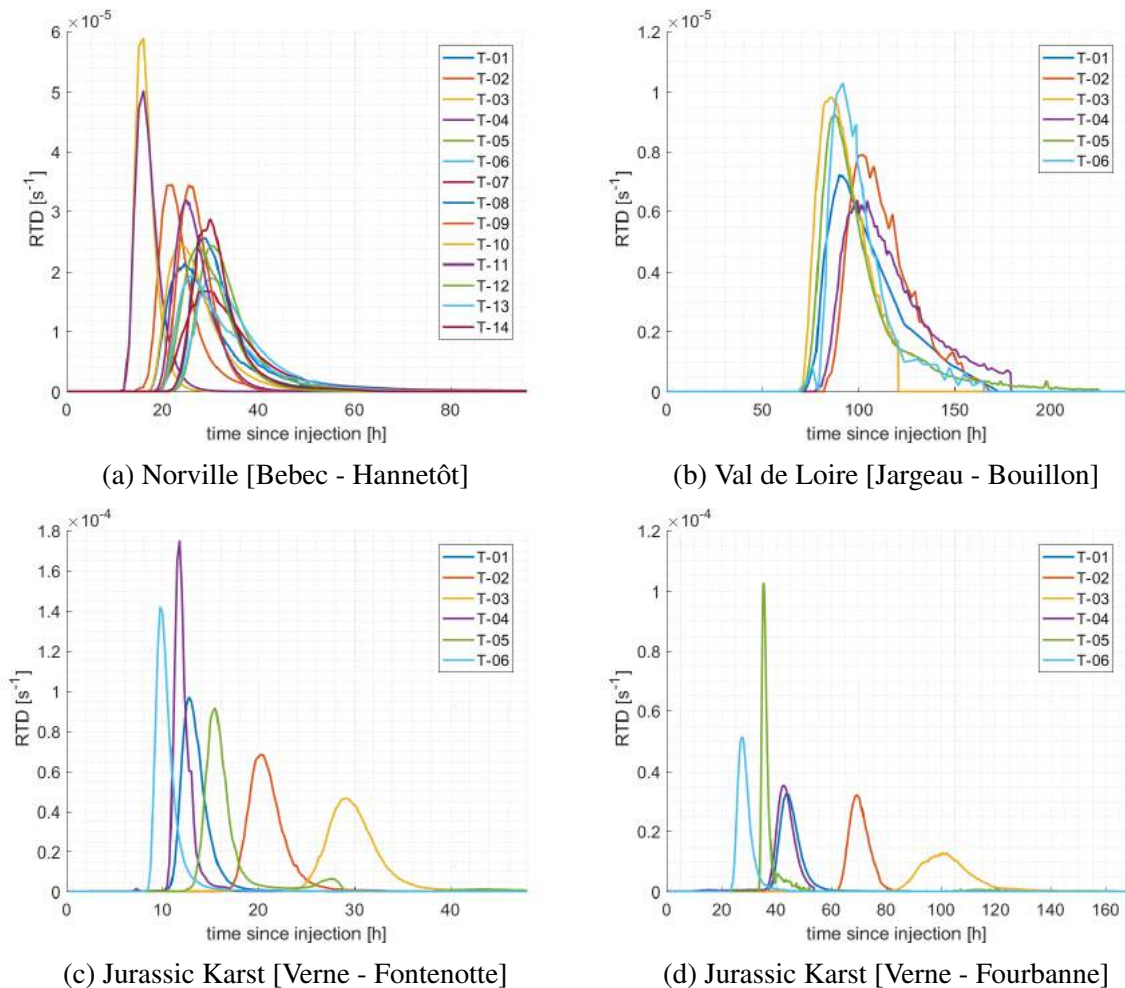 ×10⁻⁵
6
5
4
3
2
1
0
RTD [s⁻¹]
0 20 40 60 80
time since injection [h]
T-01
T-02
T-03
T-04
T-05
T-06
T-07
T-08
T-09
T-10
T-11
T-12
T-13
T-14
(a) Norville [Bebec - Hannetôt]
×10⁻⁵
1.2
1
0.8
0.6
0.4
0.2
0
RTD [s⁻¹]
0 50 100 150 200
time since injection [h]
T-01
T-02
T-03
T-04
T-05
T-06
(b) Val de Loire [Jargeau - Bouillon]
×10⁻⁴
1.8
1.6
1.4
1.2
1
0.8
0.6
0.4
0.2
0
RTD [s⁻¹]
0 10 20 30 40
time since injection [h]
T-01
T-02
T-03
T-04
T-05
T-06
(c) Jurassic Karst [Verne - Fontenotte]
×10⁻⁴
1.2
1
0.8
0.6
0.4
0.2
0
RTD [s⁻¹]
0 20 40 60 80 100 120 140 160
time since injection [h]
T-01
T-02
T-03
T-04
T-05
T-06
(d) Jurassic Karst [Verne - Fourbanne]